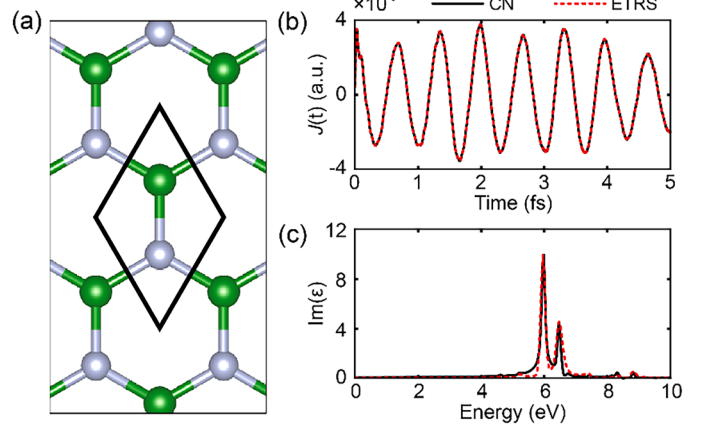 (a)
(b)
CN
ETRS
J(t) (a.u.)
4
0
-4
0 1 2 3 4 5
Time (fs)
(c)
Im(ε)
12
8
4
0
0 2 4 6 8 10
Energy (eV)